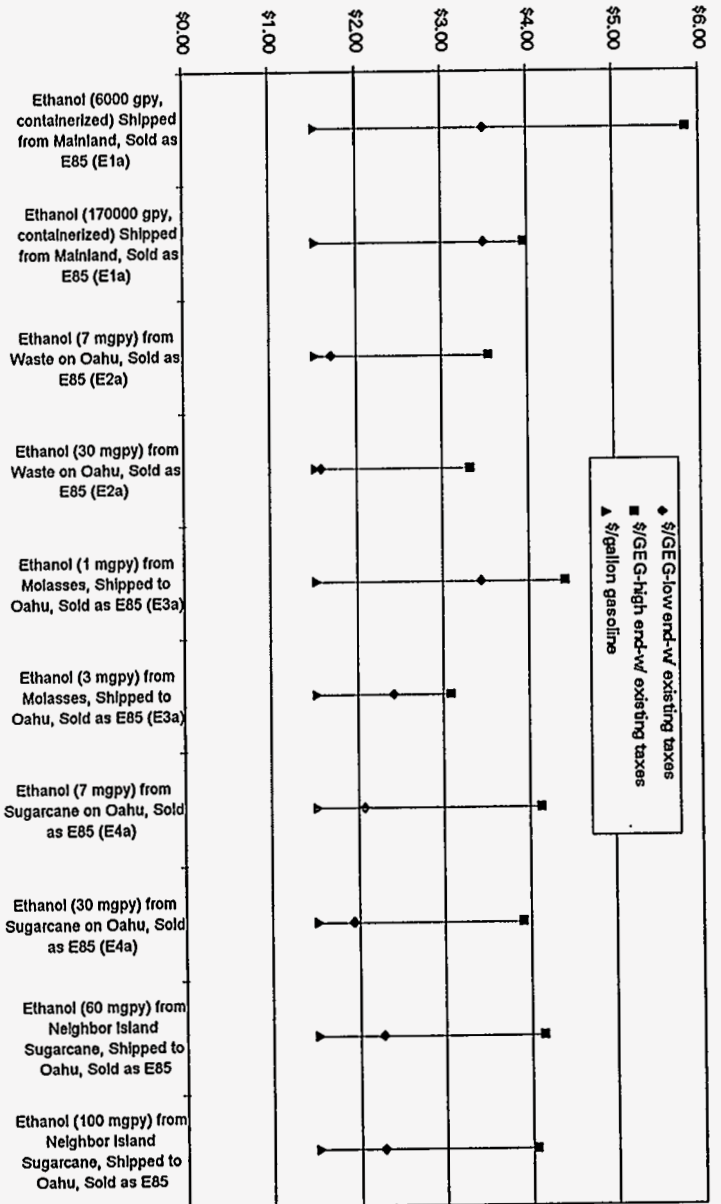 $0.00
$1.00
$2.00
$3.00
$4.00
$5.00
$6.00
Ethanol (6000 gpy,
containerized) Shipped
from Mainland, Sold as
E85 (E1a)
Ethanol (170000 gpy,
containerized) Shipped
from Mainland, Sold as
E85 (E1a)
Ethanol (7 mgpy) from
Waste on Oahu, Sold as
E85 (E2a)
Ethanol (30 mgpy) from
Waste on Oahu, Sold as
E85 (E2a)
Ethanol (1 mgpy) from
Molasses, Shipped to
Oahu, Sold as E85 (E3a)
Ethanol (3 mgpy) from
Molasses, Shipped to
Oahu, Sold as E85 (E3a)
Ethanol (7 mgpy) from
Sugarcane on Oahu, Sold
as E85 (E4a)
Ethanol (30 mgpy) from
Sugarcane on Oahu, Sold
as E85 (E4a)
Ethanol (60 mgpy) from
Neighbor Island
Sugarcane, Shipped to
Oahu, Sold as E85
Ethanol (100 mgpy) from
Neighbor Island
Sugarcane, Shipped to
Oahu, Sold as E85
$/GEG-low end-w/ existing taxes
$/GEG-high end-w/ existing taxes
$/gallon gasoline